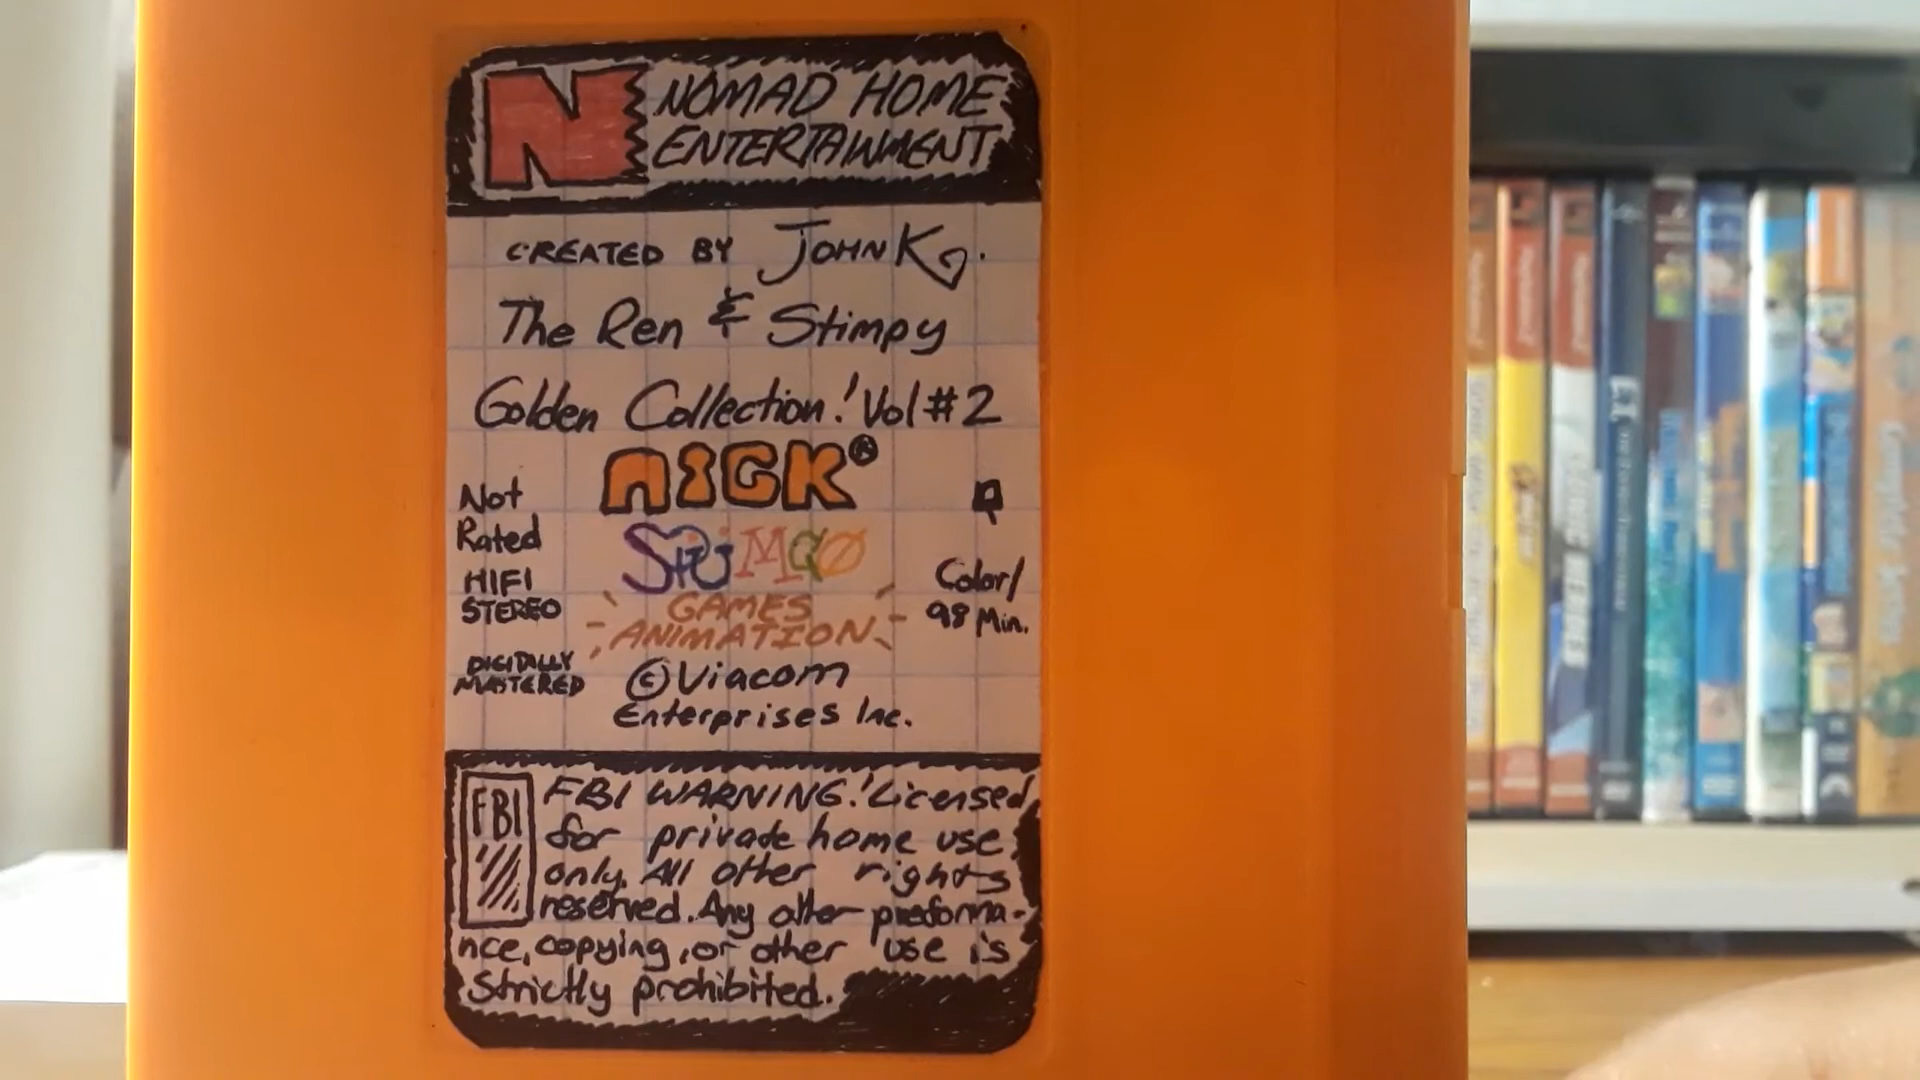 N NOMAD HOME
ENTERTAINMENT
CREATED BY JOHN K.
The Ren & Stimpy
Golden Collection! Vol #2
NICK®
Not
Rated
SPÜMCØ
HIFI
STEREO
Color/
98 Min.
GAMES
ANIMATION
DIGITALLY
MASTERED
©Viacom
Enterprises Inc.
FBI
FBI WARNING! Licensed
for private home use
only. All other rights
reserved. Any other preforma-
nce, copying, or other use is
Strictly prohibited.
E.T.